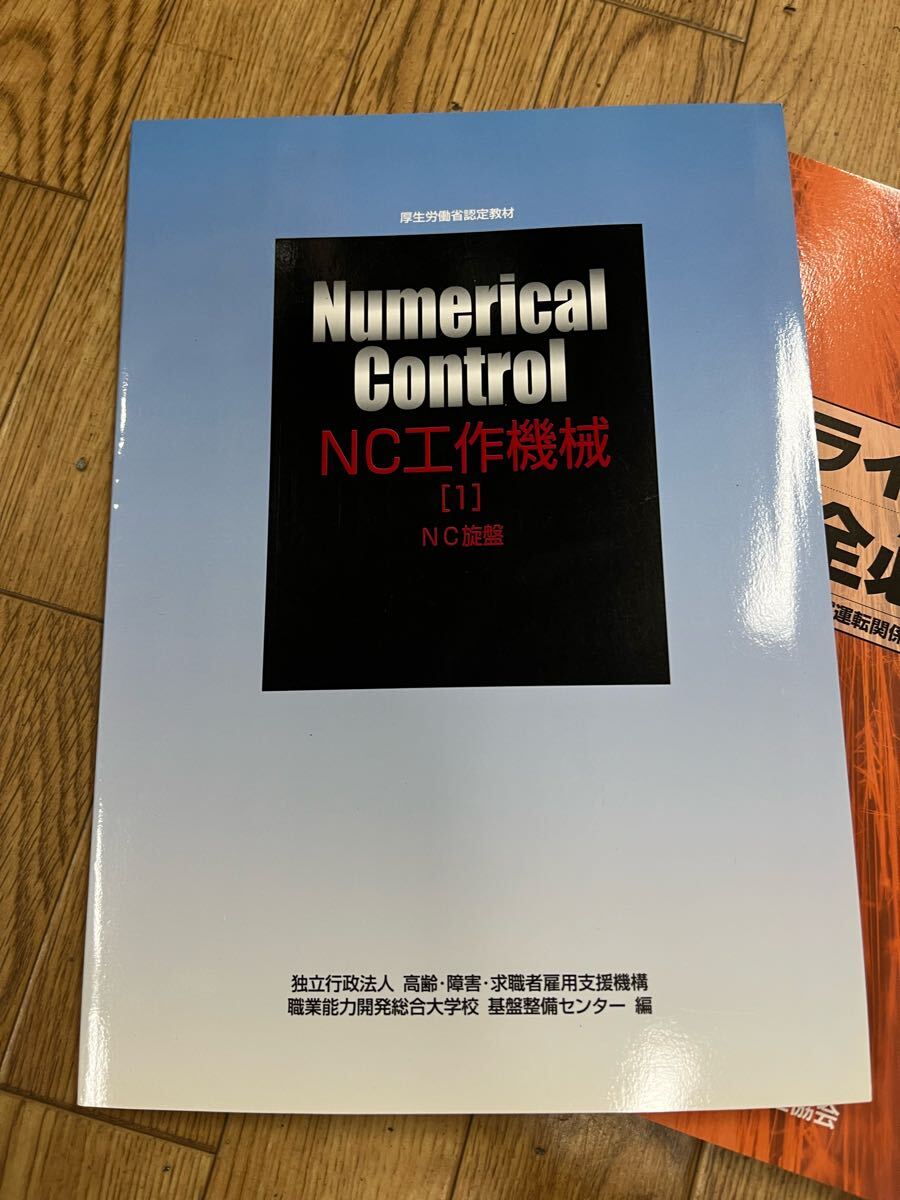 厚生労働省認定教材
Numerical
Control
NC工作機械
[1]
NC旋盤
独立行政法人 高齢・障害・求職者雇用支援機構
職業能力開発総合大学校 基盤整備センター 編
ライ
全必
運転関係
協会